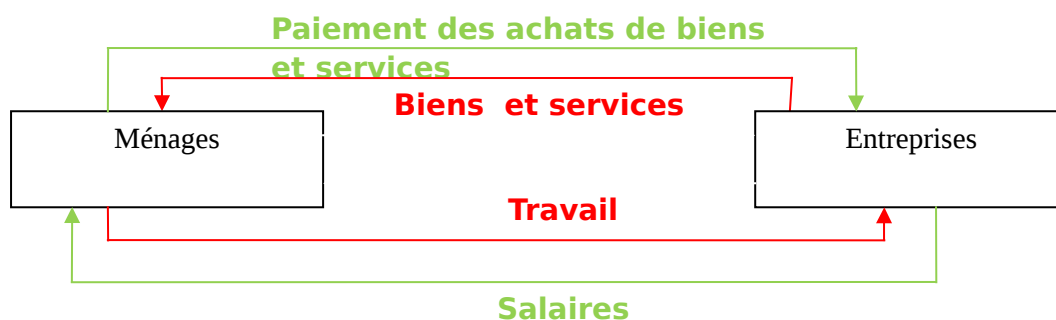 Paiement des achats de biens
et services
Biens et services
Ménages
Entreprises
Travail
Salaires